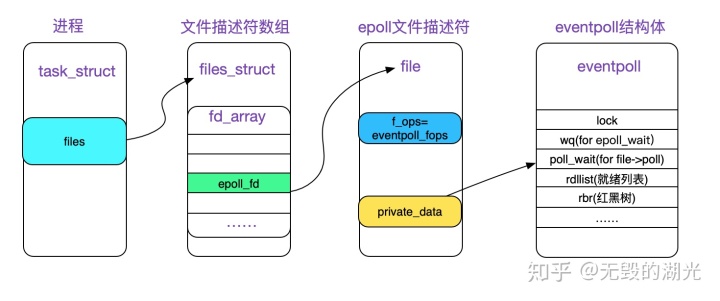 进程
task_struct
files
文件描述符数组
files_struct
fd_array
epoll_fd
……
epoll文件描述符
file
f_ops=
eventpoll_fops
private_data
eventpoll结构体
eventpoll
lock
wq(for epoll_wait)
poll_wait(for file->poll)
rdllist(就绪列表)
rbr(红黑树)
……
知乎 @无毁的湖光